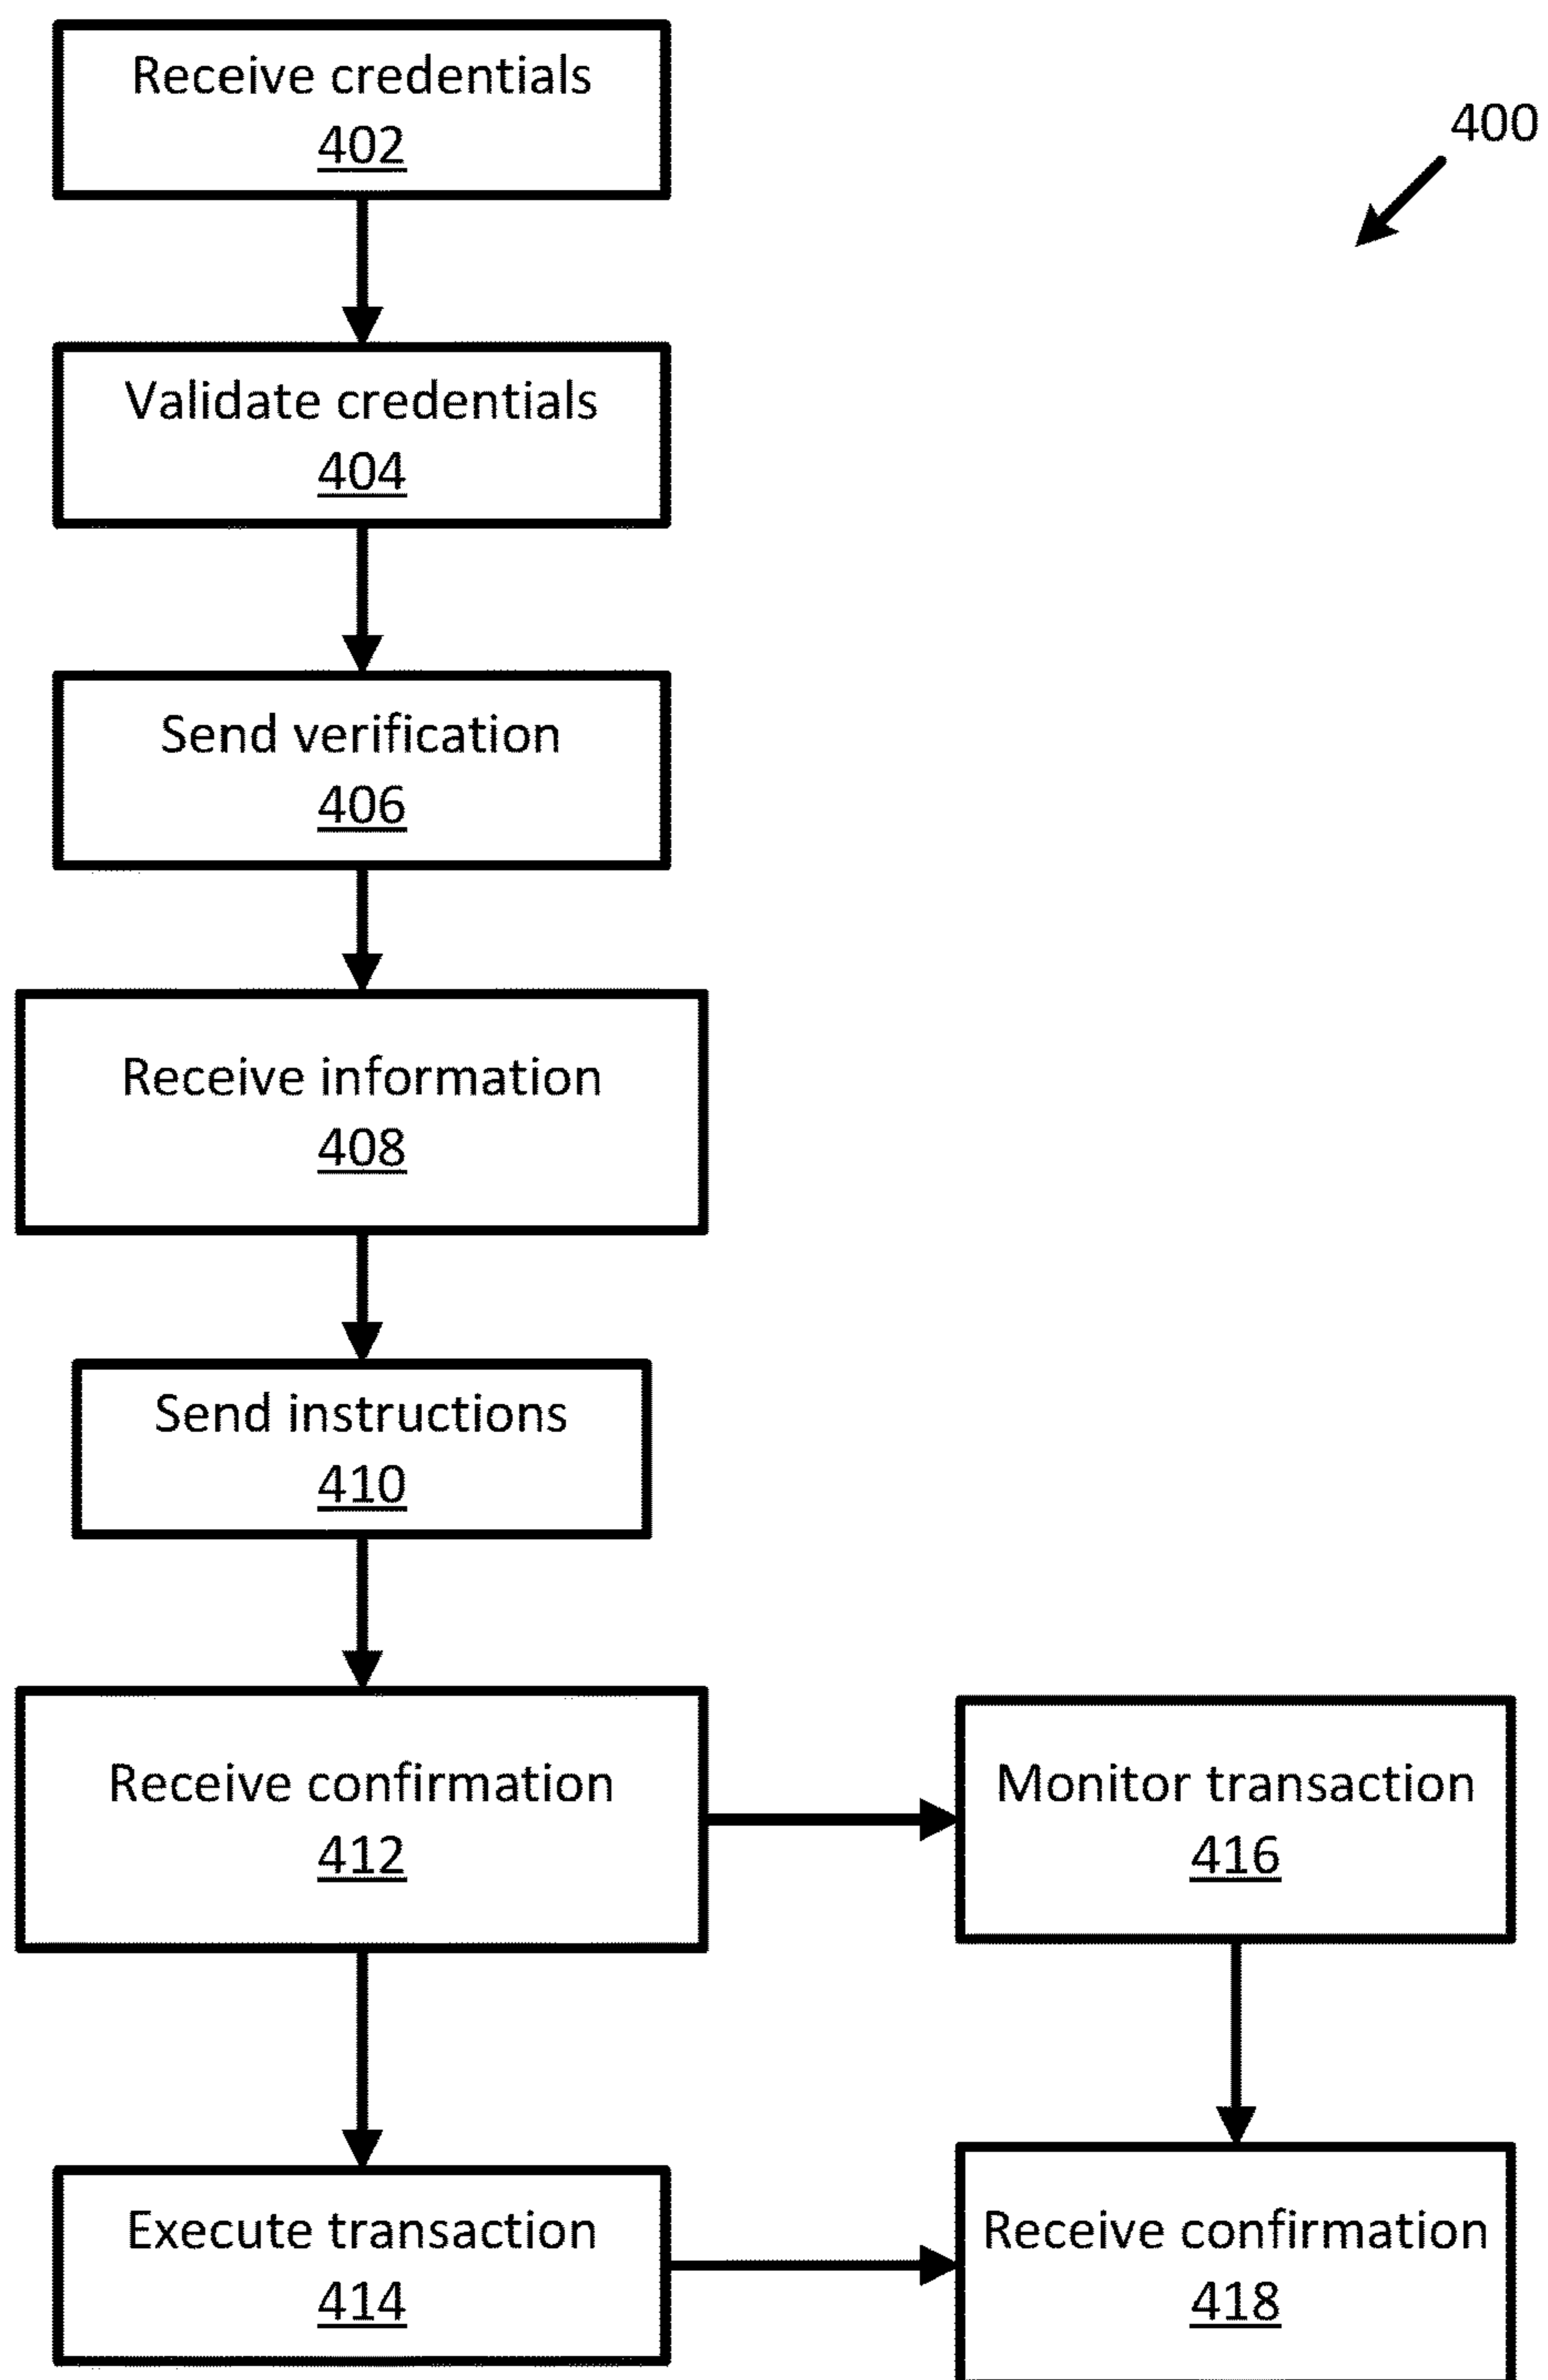 Receive credentials
402
400
Validate credentials
404
Send verification
406
Receive information
408
Send instructions
410
Receive confirmation
412
Monitor transaction
416
Execute transaction
414
Receive confirmation
418